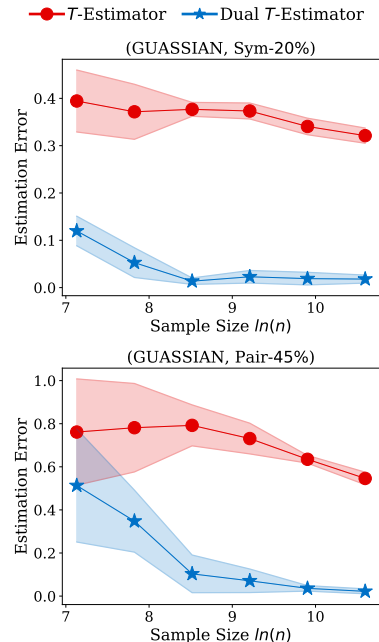 T-Estimator Dual T-Estimator
(GUASSIAN, Sym-20%)
Estimation Error
0.4
0.3
0.2
0.1
0.0
7 8 9 10
Sample Size ln(n)
(GUASSIAN, Pair-45%)
Estimation Error
1.0
0.8
0.6
0.4
0.2
0.0
7 8 9 10
Sample Size ln(n)